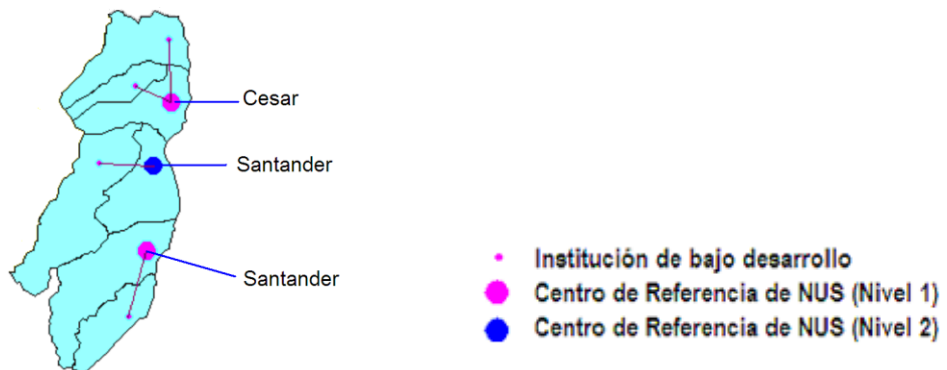 Cesar
Santander
Santander
Institución de bajo desarrollo
Centro de Referencia de NUS (Nivel 1)
Centro de Referencia de NUS (Nivel 2)